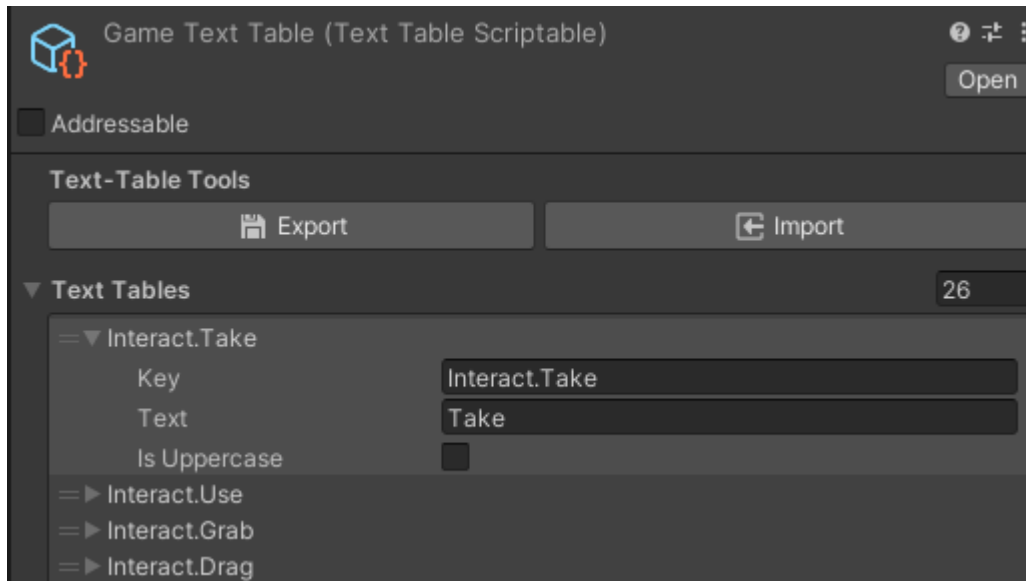 Game Text Table (Text Table Scriptable)
Open
Addressable
Text-Table Tools
Export Import
Text Tables 26
Interact.Take
Key Interact.Take
Text Take
Is Uppercase
Interact.Use
Interact.Grab
Interact.Drag